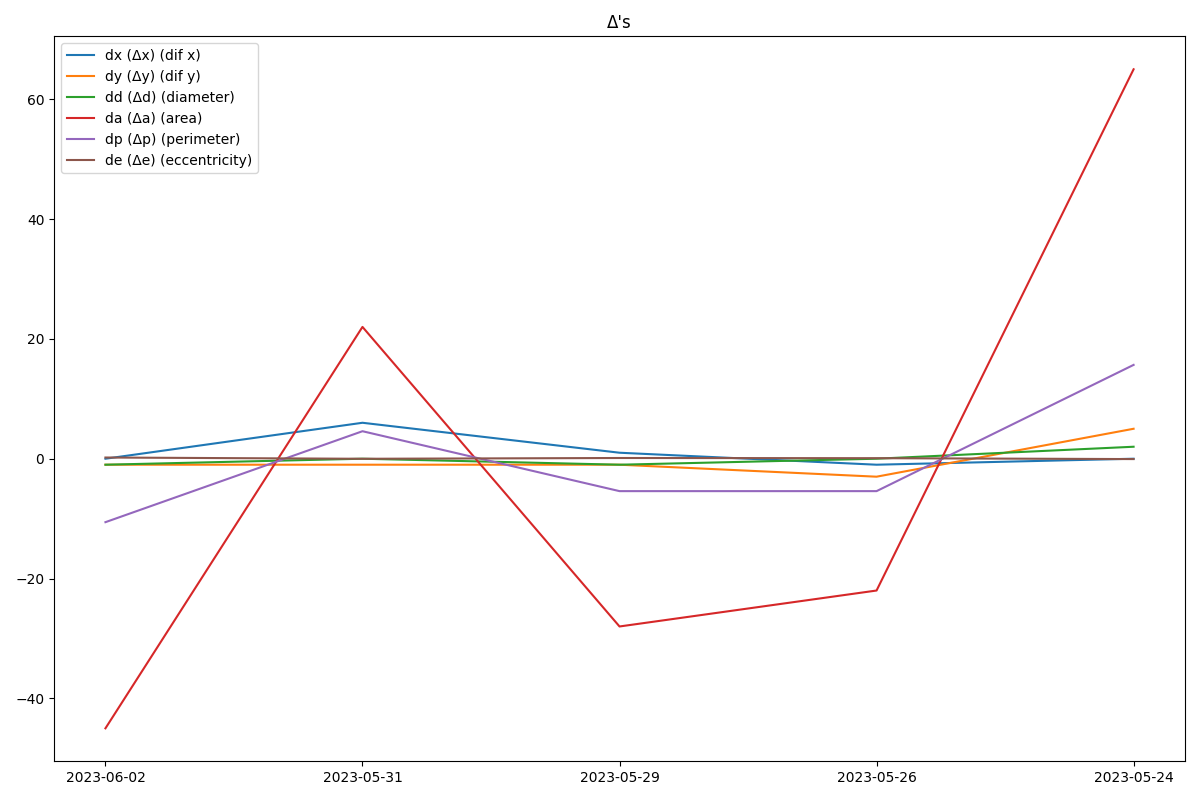 Δ's
dx (Δx) (dif x)
dy (Δy) (dif y)
dd (Δd) (diameter)
da (Δa) (area)
dp (Δp) (perimeter)
de (Δe) (eccentricity)
60
40
20
0
−20
−40
2023-06-02 2023-05-31 2023-05-29 2023-05-26 2023-05-24